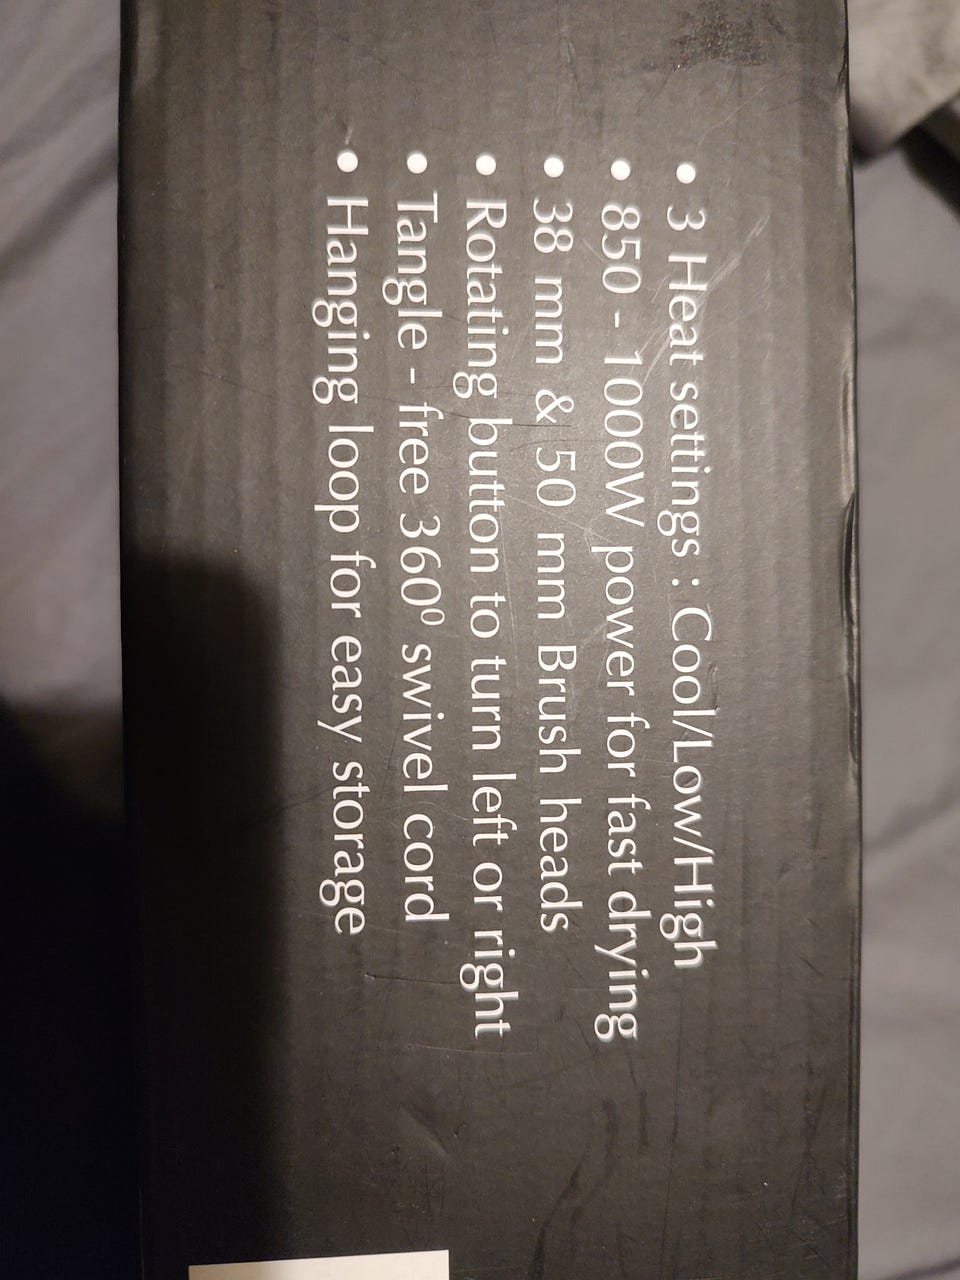 • 3 Heat settings : Cool/Low/High
• 850 - 1000W power for fast drying
• 38 mm & 50 mm Brush heads
• Rotating button to turn left or right
• Tangle - free 360⁰ swivel cord
• Hanging loop for easy storage